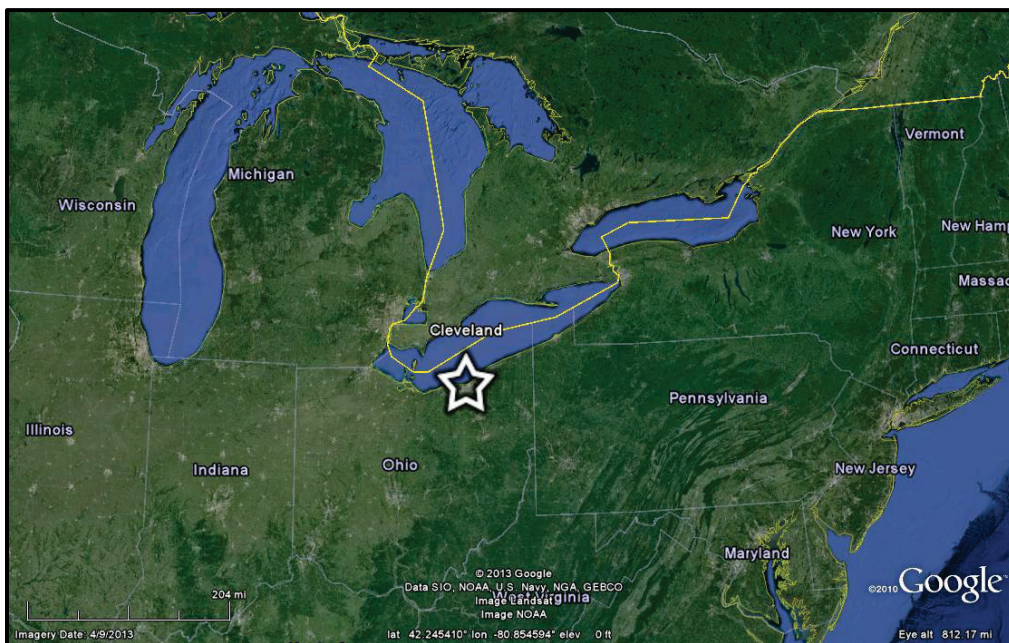 Vermont
Michigan
Wisconsin
New York
New Hamp
Massac
Cleveland
Connecticut
Pennsylvania
Illinois
Indiana
Ohio
New Jersey
Maryland
© 2013 Google
Data SIO, NOAA, U.S. Navy, NGA, GEBCO
West Virginia
Image Landsat
Image NOAA
©2010 Google
204 mi
Imagery Date: 4/9/2013
lat 42.245410° lon -80.854594° elev 0 ft
Eye alt 812.17 mi